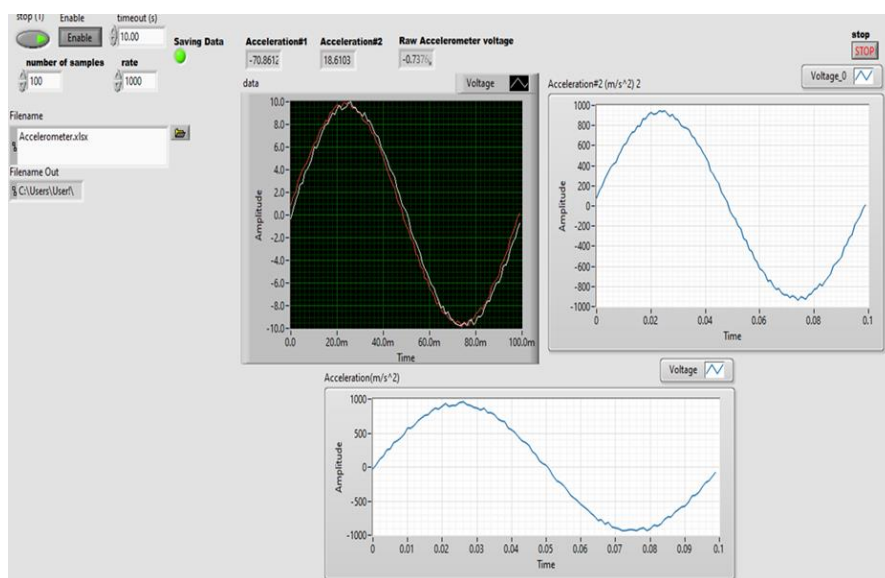 stop (1) Enable timeout (s)
Enable 10.00
Saving Data Acceleration#1 Acceleration#2 Raw Accelerometer voltage stop
-70.8612 18.6103 STOP
number of samples rate
100 1000
data Voltage Acceleration#2 (m/s^2) 2 Voltage_0
Filename
Accelerometer.xlsx
Filename Out
C:\Users\User\
10.0
8.0
6.0
4.0
2.0
0.0
-2.0
-4.0
-6.0
-8.0
-10.0
Amplitude
0.0 20.0m 40.0m 60.0m 80.0m 100.0m
Time
1000
800
600
400
200
0
-200
-400
-600
-800
-1000
Amplitude
0 0.02 0.04 0.06 0.08 0.1
Time
Acceleration(m/s^2) Voltage
1000
500
0
-500
-1000
Amplitude
0 0.01 0.02 0.03 0.04 0.05 0.06 0.07 0.08 0.09 0.1
Time